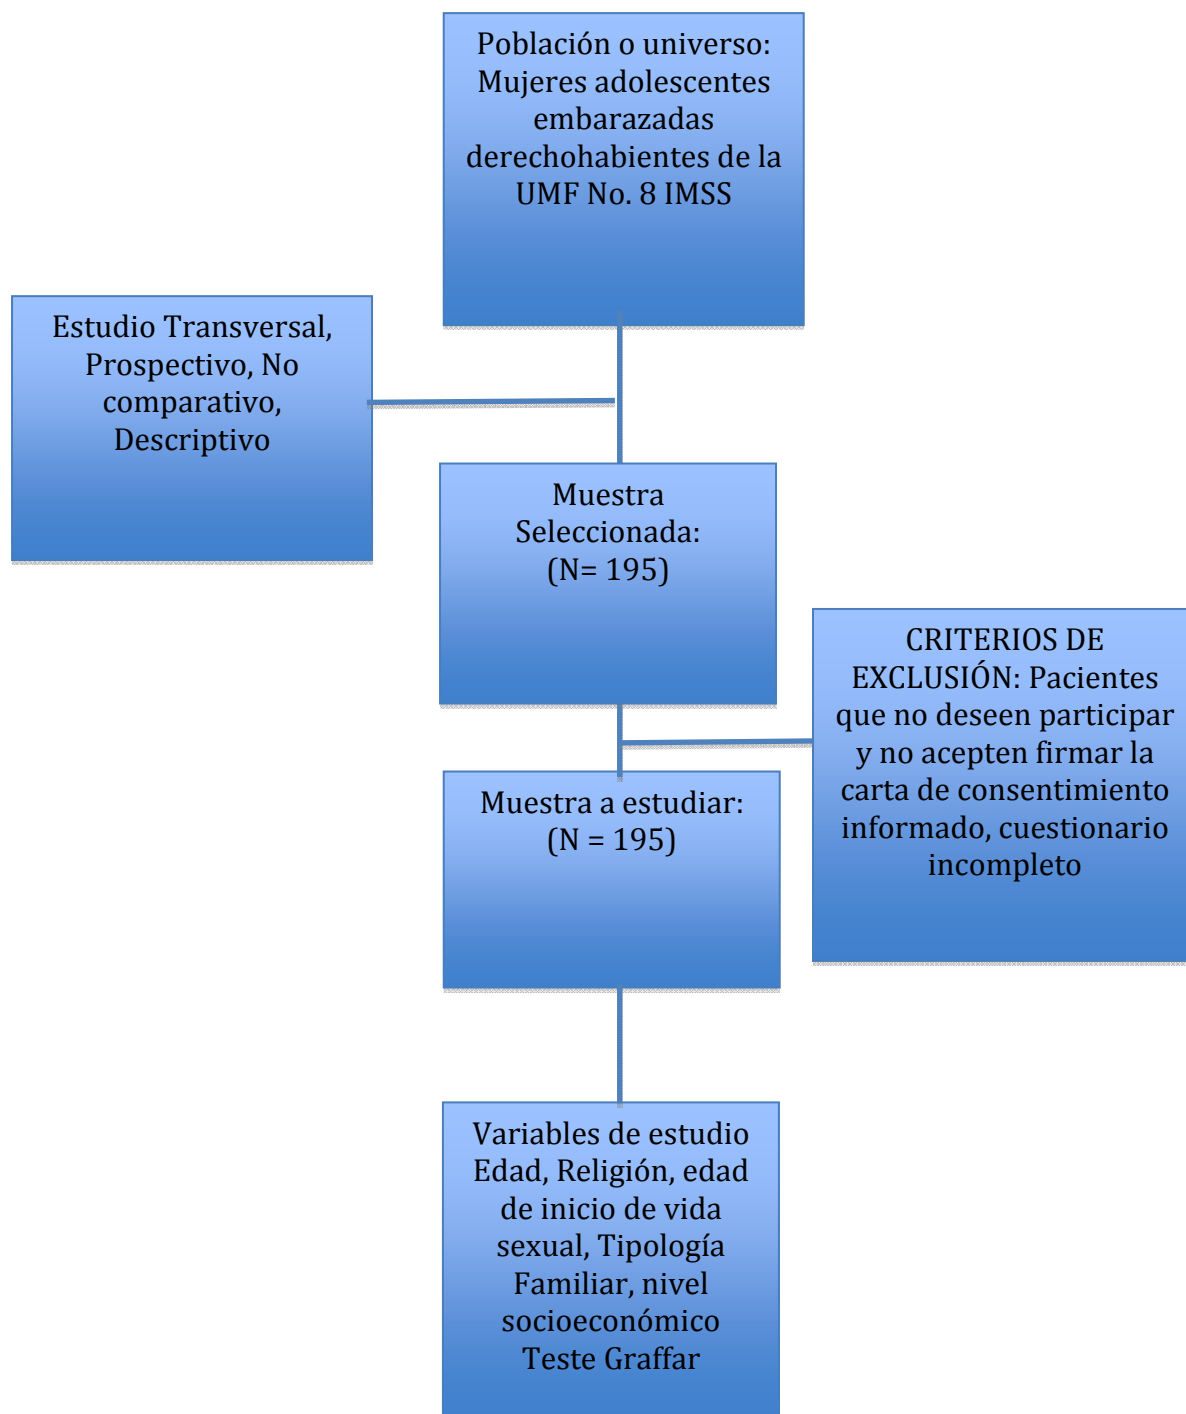 Población o universo:
Mujeres adolescentes
embarazadas
derechohabientes de la
UMF No. 8 IMSS
Estudio Transversal,
Prospectivo, No
comparativo,
Descriptivo
Muestra
Seleccionada:
(N= 195)
CRITERIOS DE
EXCLUSIÓN: Pacientes
que no deseen participar
y no acepten firmar la
carta de consentimiento
informado, cuestionario
incompleto
Muestra a estudiar:
(N = 195)
Variables de estudio
Edad, Religión, edad
de inicio de vida
sexual, Tipología
Familiar, nivel
socioeconómico
Teste Graffar